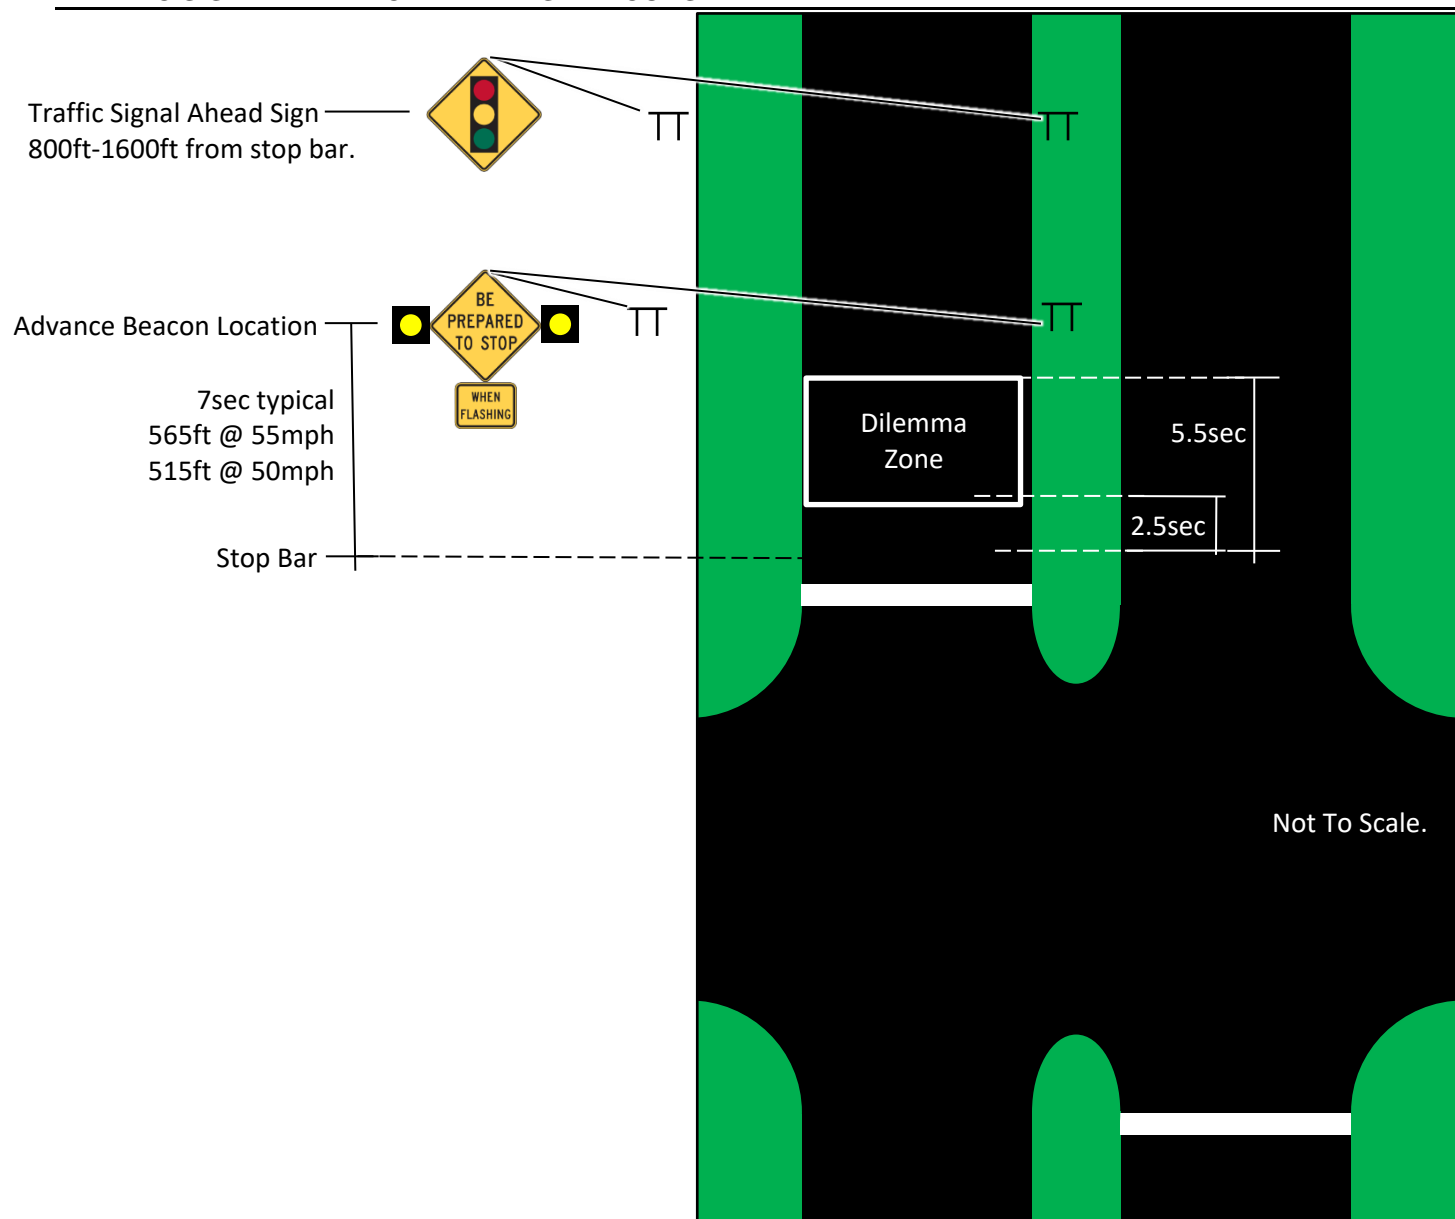 Traffic Signal Ahead Sign
800ft-1600ft from stop bar.
BE
PREPARED
TO STOP
Advance Beacon Location
WHEN
FLASHING
7sec typical
565ft @ 55mph
515ft @ 50mph
Dilemma
Zone
5.5sec
2.5sec
Stop Bar
Not To Scale.